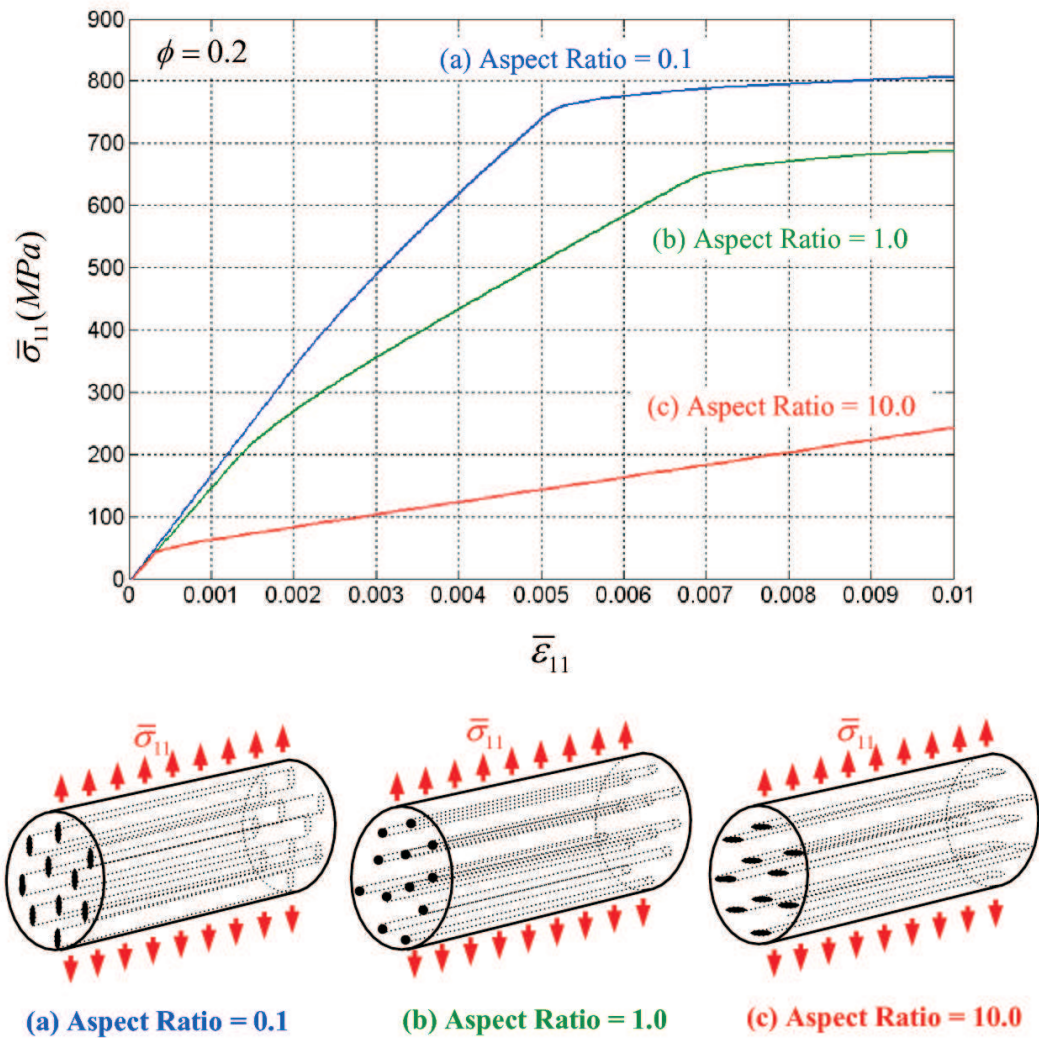 900
800
700
600
500
400
300
200
100
0
σ̄₁₁ (MPa)
ϕ = 0.2
(a) Aspect Ratio = 0.1
(b) Aspect Ratio = 1.0
(c) Aspect Ratio = 10.0
0 0.001 0.002 0.003 0.004 0.005 0.006 0.007 0.008 0.009 0.01
ε̄₁₁
σ̄₁₁ σ̄₁₁ σ̄₁₁
(a) Aspect Ratio = 0.1 (b) Aspect Ratio = 1.0 (c) Aspect Ratio = 10.0